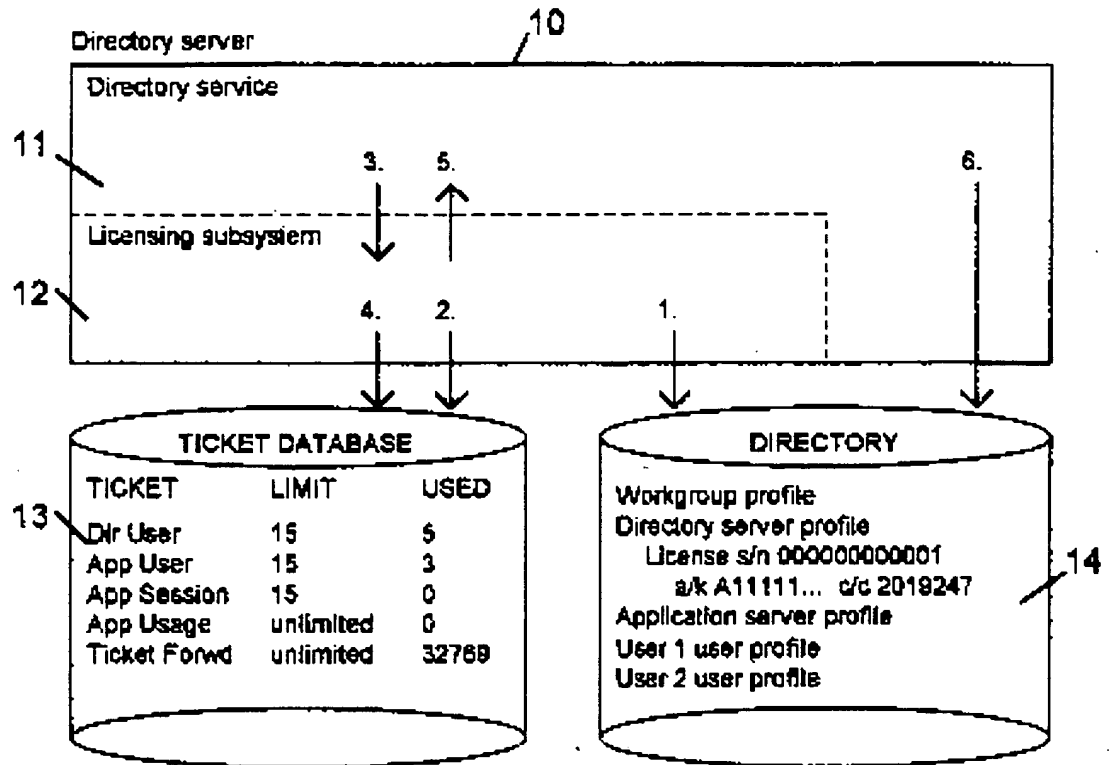 Directory server
10
Directory service
11
3. 5. 6.
Licensing subsystem
12
4. 2. 1.
TICKET DATABASE
TICKET LIMIT USED
13
Dir User 15 5
App User 15 3
App Session 15 0
App Usage unlimited 0
Ticket Forwd unlimited 32769
DIRECTORY
Workgroup profile
Directory server profile
License s/n 000000000001
a/k A11111... c/c 2019247
14
Application server profile
User 1 user profile
User 2 user profile